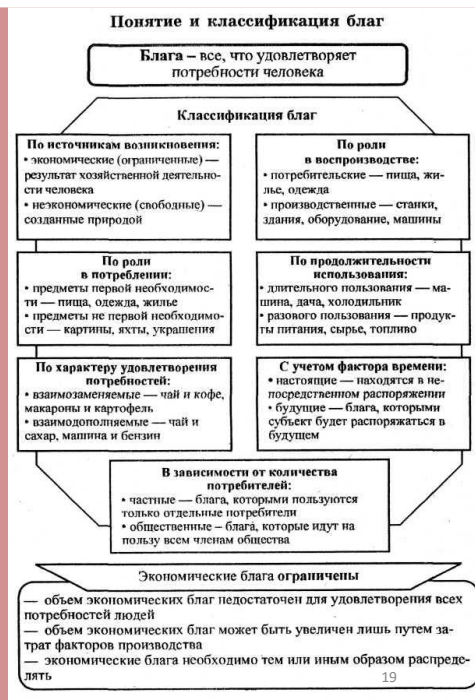 Понятие и классификация благ
Блага – все, что удовлетворяет
потребности человека
Классификация благ
По источникам возникновения:
• экономические (ограниченные) —
результат хозяйственной деятельно-
сти человека
• неэкономические (свободные) —
созданные природой
По роли
в воспроизводстве:
• потребительские — пища, жи-
лье, одежда
• производственные — станки,
здания, оборудование, машины
По роли
в потреблении:
• предметы первой необходимос-
ти — пища, одежда, жилье
• предметы не первой необходимо-
сти — картины, яхты, украшения
По продолжительности
использования:
• длительного пользования — ма-
шина, дача, холодильник
• разового пользования — продук-
ты питания, сырье, топливо
По характеру удовлетворения
потребностей:
• взаимозаменяемые — чай и кофе,
макароны и картофель
• взаимодополняемые — чай и
сахар, машина и бензин
С учетом фактора времени:
• настоящие — находятся в не-
посредственном распоряжении
• будущие — блага, которыми
субъект будет распоряжаться в
будущем
В зависимости от количества
потребителей:
• частные — блага, которыми пользуются
только отдельные потребители
• общественные – блага, которые идут на
пользу всем членам общества
Экономические блага ограничены
— объем экономических благ недостаточен для удовлетворения всех
потребностей людей
— объем экономических благ может быть увеличен лишь путем за-
трат факторов производства
— экономические блага необходимо тем или иным образом распреде-
лять
19